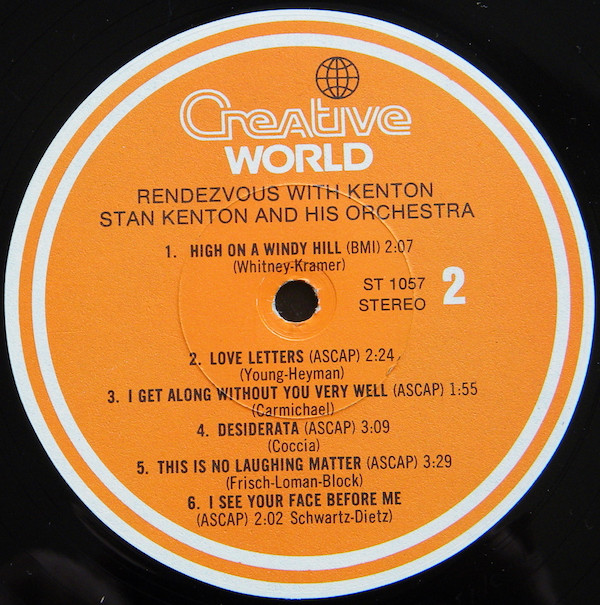 Creative
WORLD
RENDEZVOUS WITH KENTON
STAN KENTON AND HIS ORCHESTRA
1. HIGH ON A WINDY HILL (BMI) 2:07
(Whitney-Kramer)
ST 1057
STEREO
2
2. LOVE LETTERS (ASCAP) 2:24
(Young-Heyman)
3. I GET ALONG WITHOUT YOU VERY WELL (ASCAP) 1:55
(Carmichael)
4. DESIDERATA (ASCAP) 3:09
(Coccia)
5. THIS IS NO LAUGHING MATTER (ASCAP) 3:29
(Frisch-Loman-Block)
6. I SEE YOUR FACE BEFORE ME
(ASCAP) 2:02 Schwartz-Dietz)